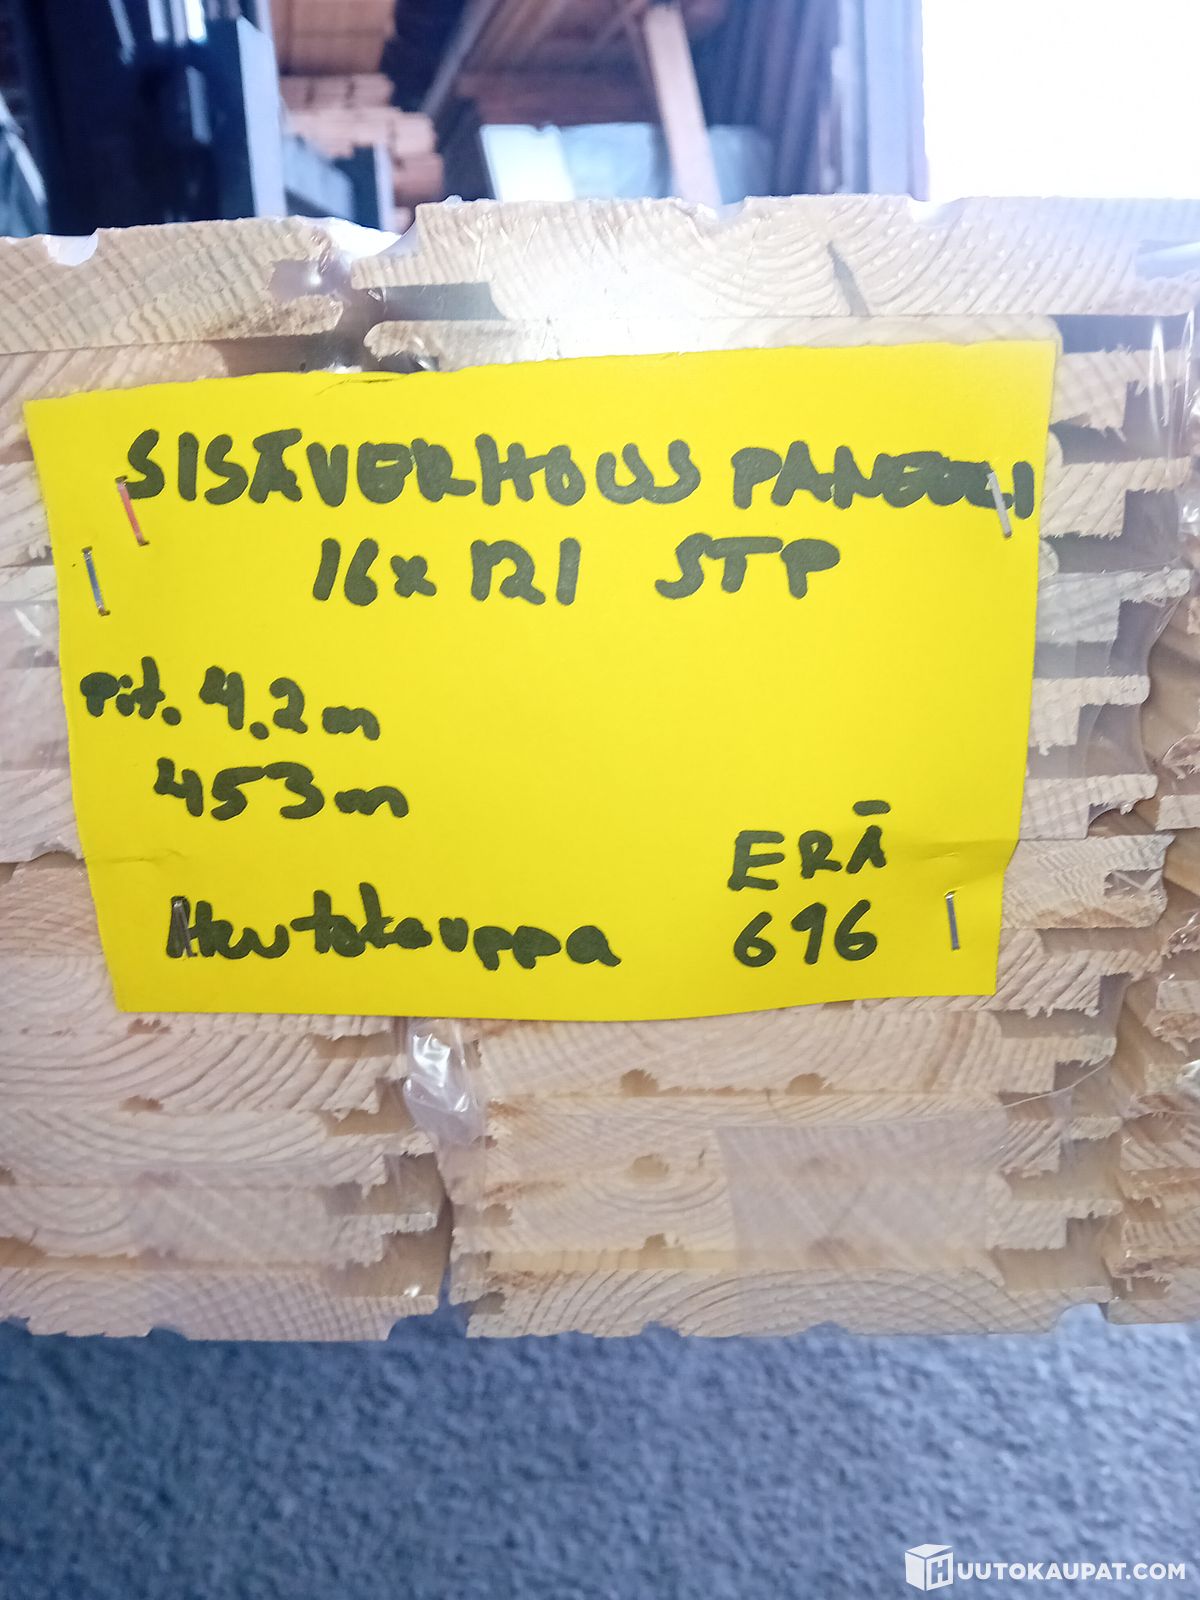 SISÄVERHOUS PANEELI
16x121 STP
Pit. 4.2m
453m
ERÄ
Huutokauppa 696
HUUTOKAUPAT.COM